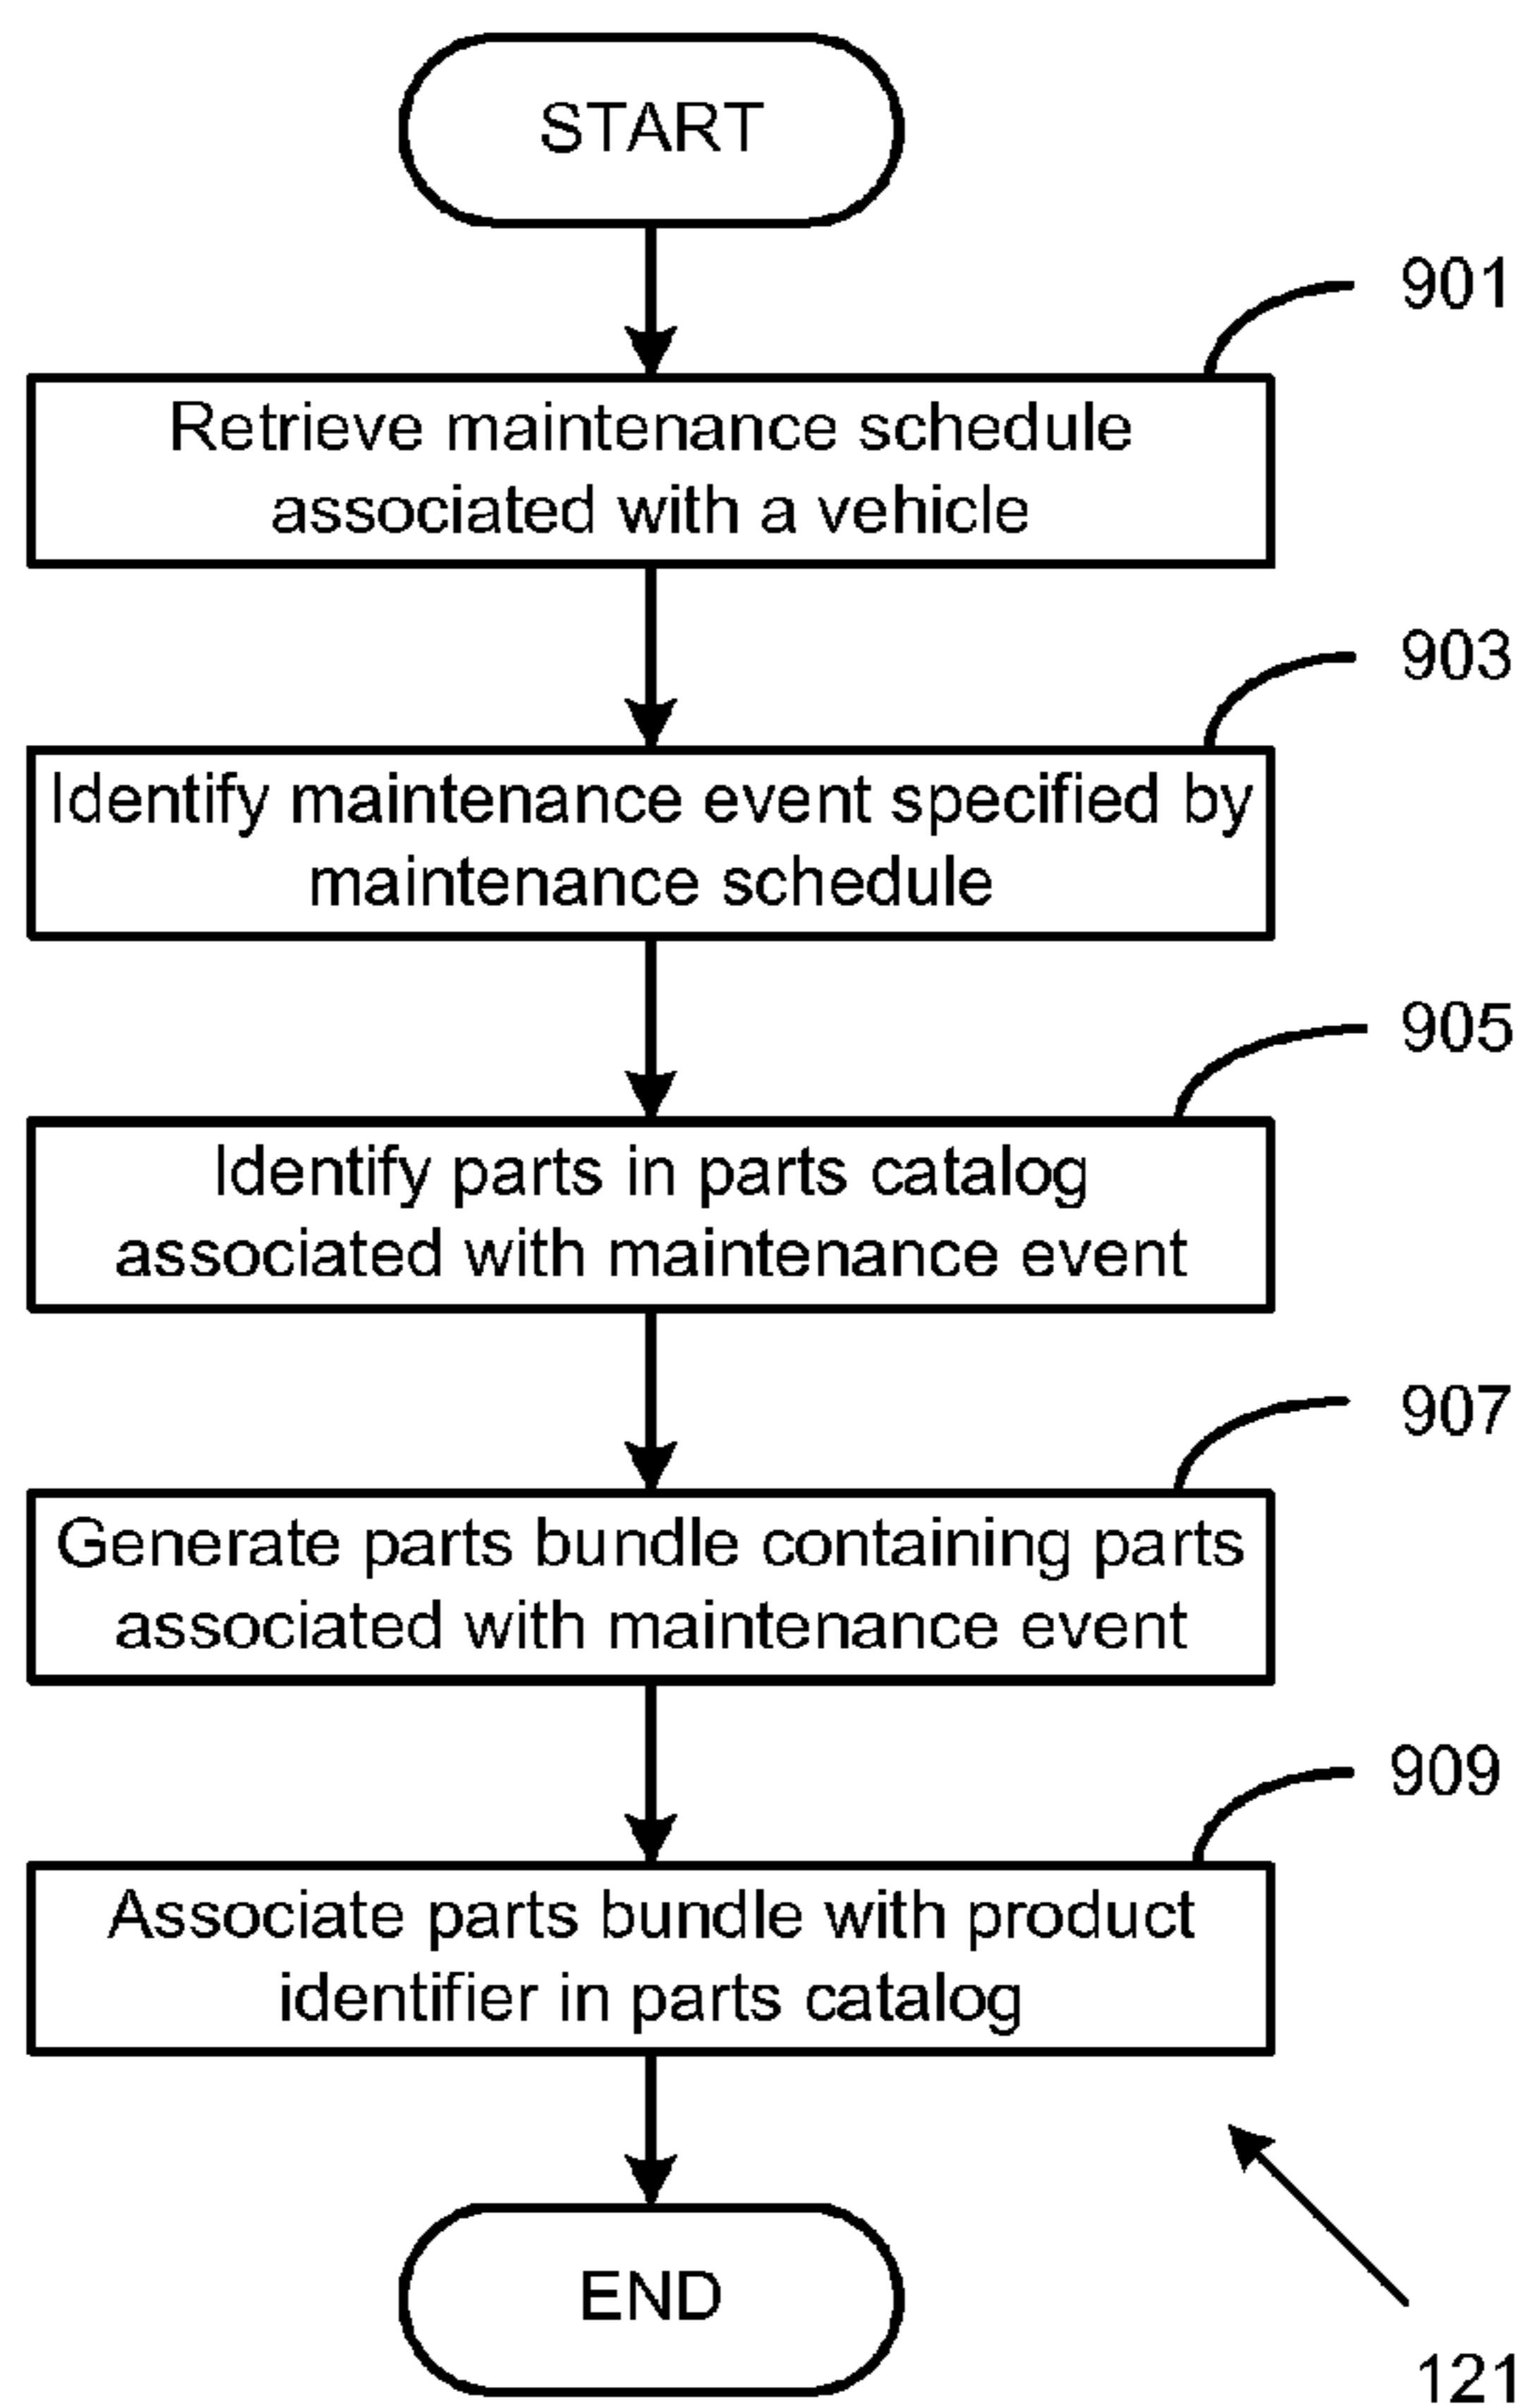 START
901
Retrieve maintenance schedule
associated with a vehicle
903
Identify maintenance event specified by
maintenance schedule
905
Identify parts in parts catalog
associated with maintenance event
907
Generate parts bundle containing parts
associated with maintenance event
909
Associate parts bundle with product
identifier in parts catalog
END
121